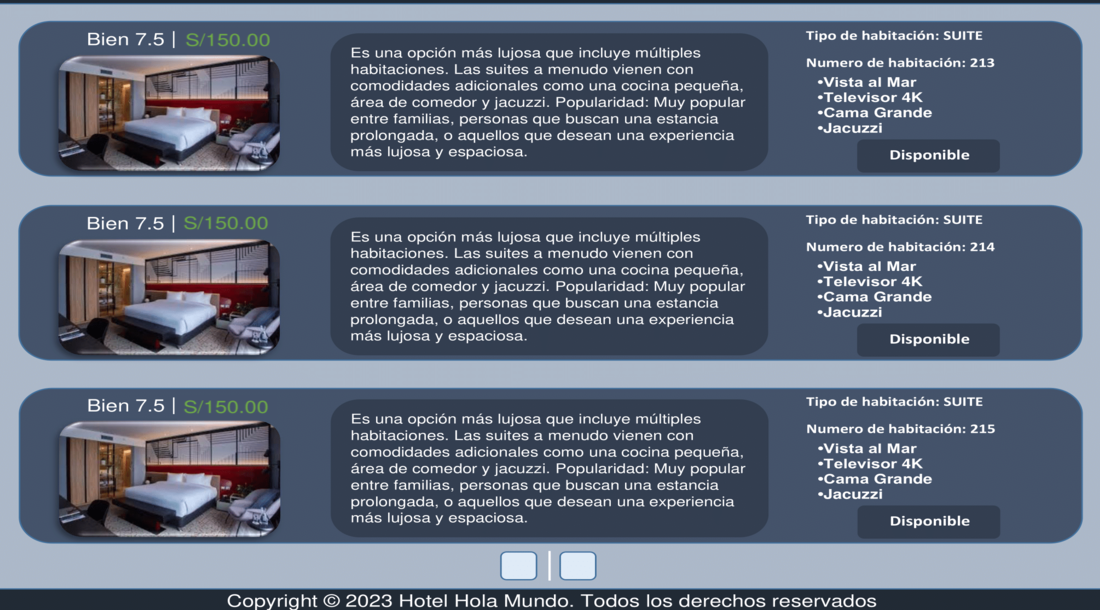 Bien 7.5 | S/150.00
Es una opción más lujosa que incluye múltiples
habitaciones. Las suites a menudo vienen con
comodidades adicionales como una cocina pequeña,
área de comedor y jacuzzi. Popularidad: Muy popular
entre familias, personas que buscan una estancia
prolongada, o aquellos que desean una experiencia
más lujosa y espaciosa.
Tipo de habitación: SUITE
Numero de habitación: 213
•Vista al Mar
•Televisor 4K
•Cama Grande
•Jacuzzi
Disponible
Bien 7.5 | S/150.00
Es una opción más lujosa que incluye múltiples
habitaciones. Las suites a menudo vienen con
comodidades adicionales como una cocina pequeña,
área de comedor y jacuzzi. Popularidad: Muy popular
entre familias, personas que buscan una estancia
prolongada, o aquellos que desean una experiencia
más lujosa y espaciosa.
Tipo de habitación: SUITE
Numero de habitación: 214
•Vista al Mar
•Televisor 4K
•Cama Grande
•Jacuzzi
Disponible
Bien 7.5 | S/150.00
Es una opción más lujosa que incluye múltiples
habitaciones. Las suites a menudo vienen con
comodidades adicionales como una cocina pequeña,
área de comedor y jacuzzi. Popularidad: Muy popular
entre familias, personas que buscan una estancia
prolongada, o aquellos que desean una experiencia
más lujosa y espaciosa.
Tipo de habitación: SUITE
Numero de habitación: 215
•Vista al Mar
•Televisor 4K
•Cama Grande
•Jacuzzi
Disponible
|
Copyright © 2023 Hotel Hola Mundo. Todos los derechos reservados